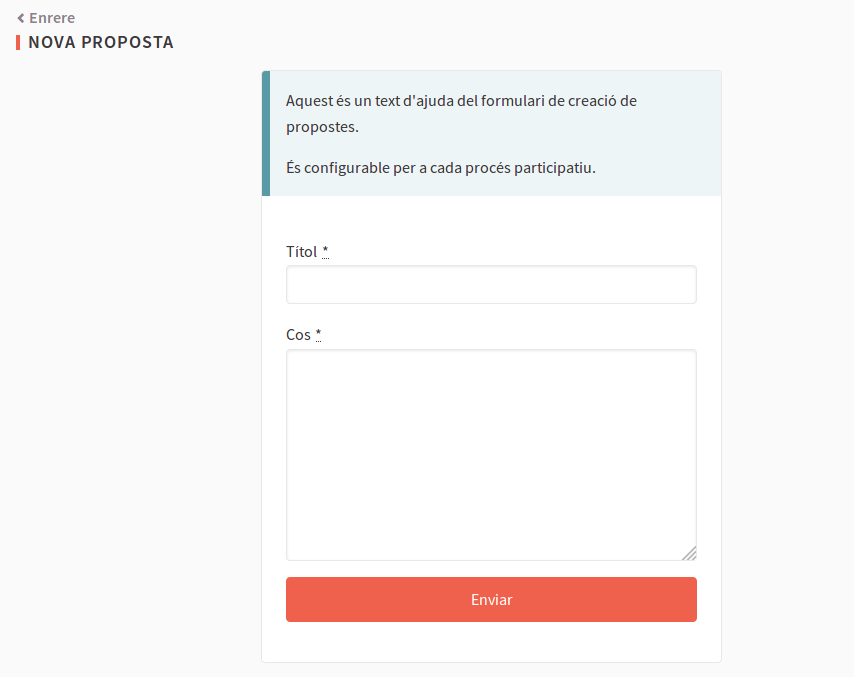 Enrere
NOVA PROPOSTA
Aquest és un text d'ajuda del formulari de creació de
propostes.
És configurable per a cada procés participatiu.
Títol *
Cos *
Enviar